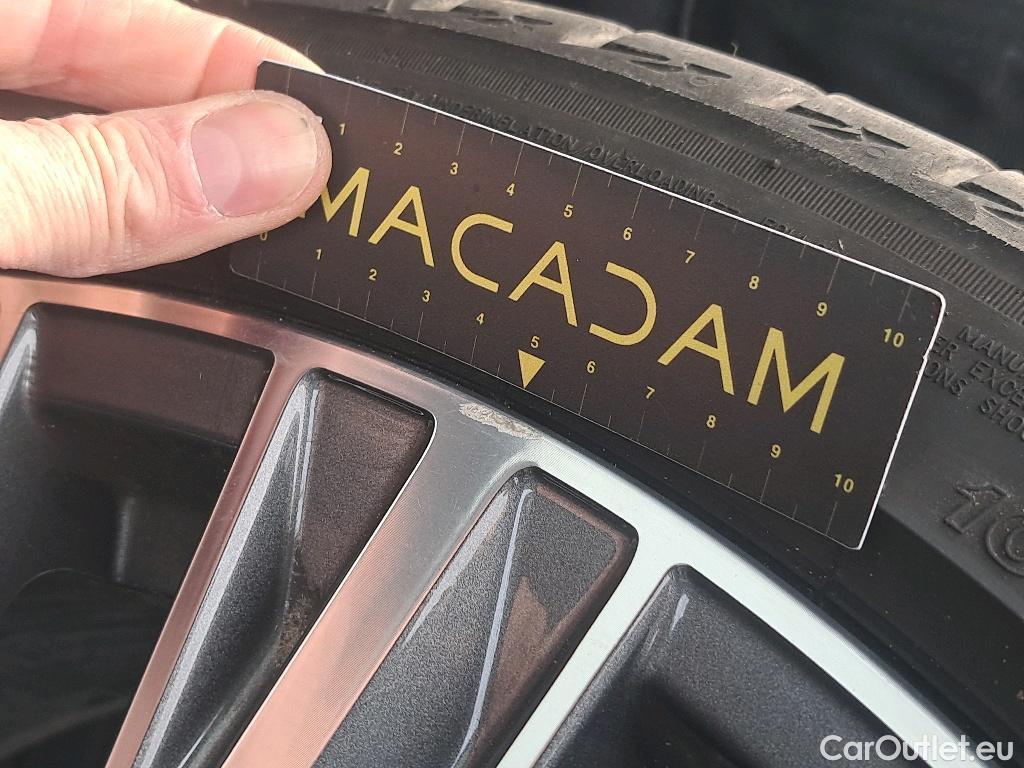 UNDERINFLATION/OVERLOADING
1 2 3 4 5 6 7 8 9 10
MACADAM
0 1 2 3 4 5 6 7 8 9 10
MANU
ER EXCE
IONS SHOU
CarOutlet.eu